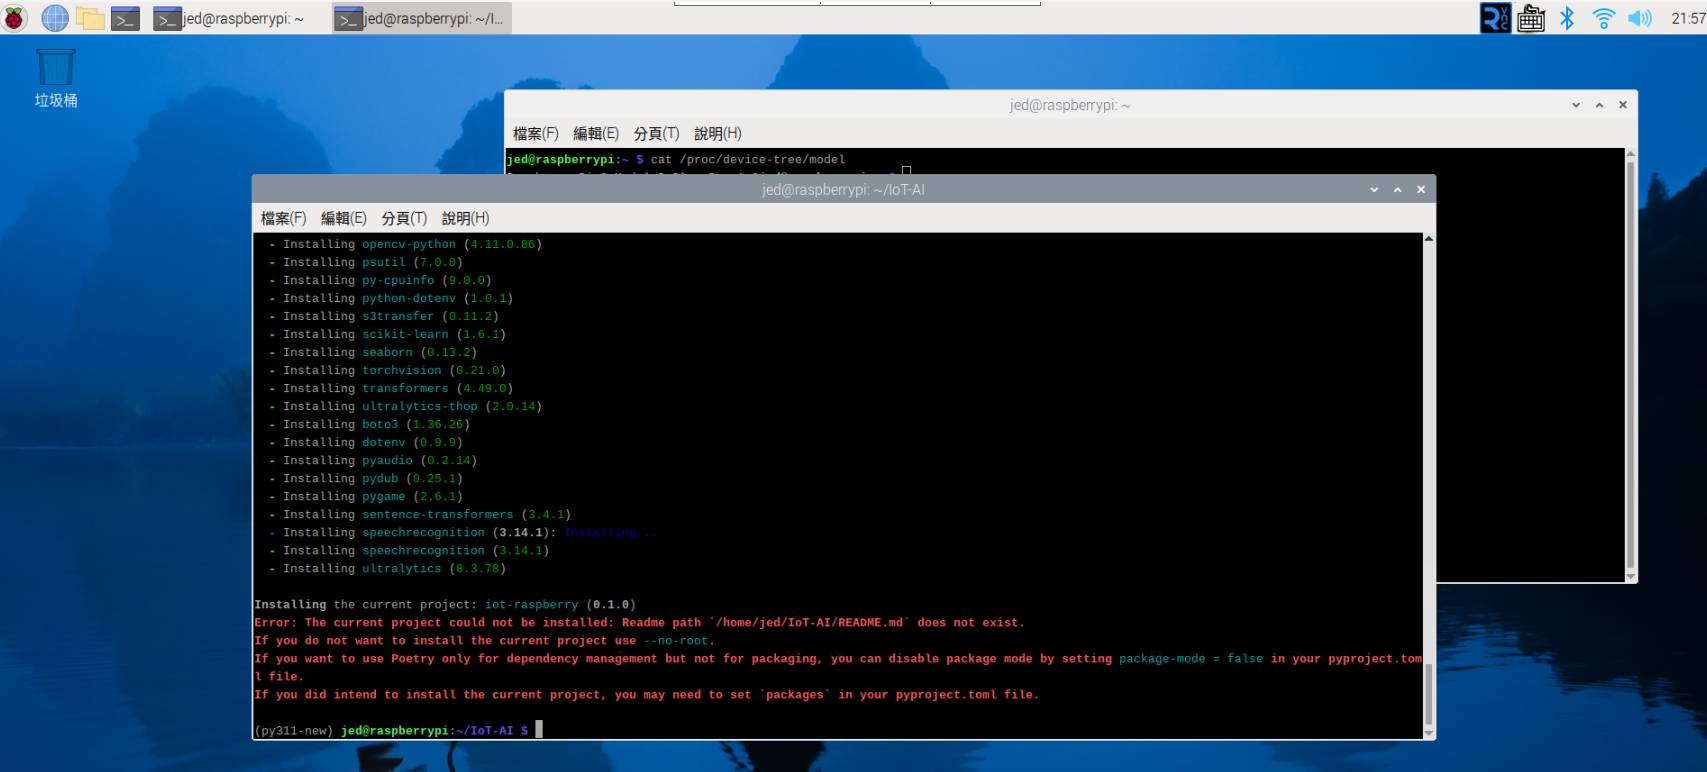 jed@raspberrypi: ~
jed@raspberrypi: ~/I...
VNC
21:57
垃圾桶
jed@raspberrypi: ~
檔案(F) 編輯(E) 分頁(T) 說明(H)
jed@raspberrypi:~ $ cat /proc/device-tree/model
jed@raspberrypi: ~/IoT-AI
檔案(F) 編輯(E) 分頁(T) 說明(H)
- Installing opencv-python (4.11.0.86)
- Installing psutil (7.0.0)
- Installing py-cpuinfo (9.0.0)
- Installing python-dotenv (1.0.1)
- Installing s3transfer (0.11.2)
- Installing scikit-learn (1.6.1)
- Installing seaborn (0.13.2)
- Installing torchvision (0.21.0)
- Installing transformers (4.49.0)
- Installing ultralytics-thop (2.0.14)
- Installing boto3 (1.36.26)
- Installing dotenv (0.9.9)
- Installing pyaudio (0.2.14)
- Installing pydub (0.25.1)
- Installing pygame (2.6.1)
- Installing sentence-transformers (3.4.1)
- Installing speechrecognition (3.14.1): Installing...
- Installing speechrecognition (3.14.1)
- Installing ultralytics (8.3.78)
Installing the current project: iot-raspberry (0.1.0)
Error: The current project could not be installed: Readme path `/home/jed/IoT-AI/README.md` does not exist.
If you do not want to install the current project use --no-root.
If you want to use Poetry only for dependency management but not for packaging, you can disable package mode by setting package-mode = false in your pyproject.tom
l file.
If you did intend to install the current project, you may need to set `packages` in your pyproject.toml file.
(py311-new) jed@raspberrypi:~/IoT-AI $